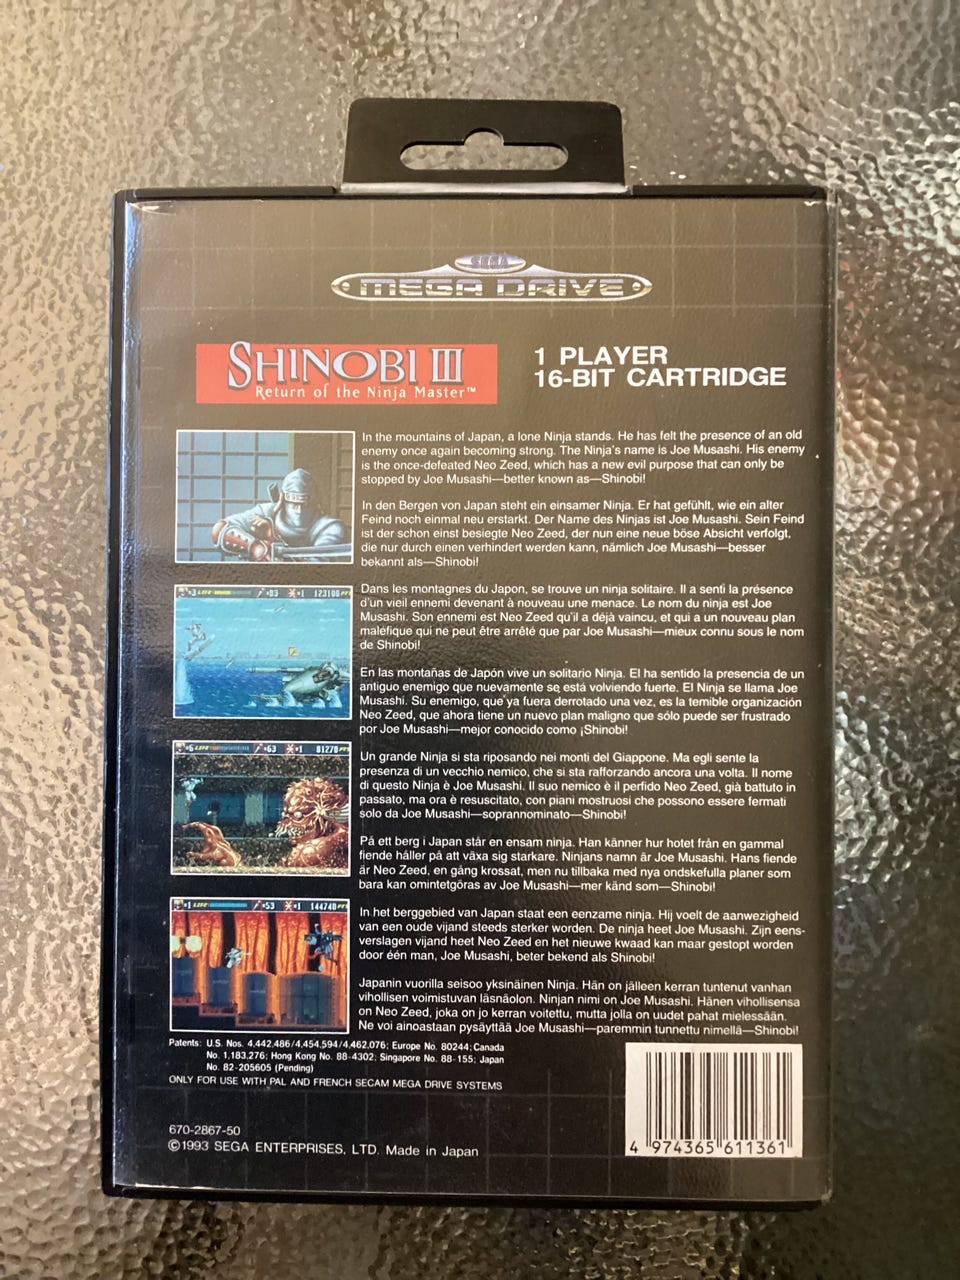 SEGA
MEGA DRIVE
SHINOBI III
Return of the Ninja Master™
1 PLAYER
16-BIT CARTRIDGE
In the mountains of Japan, a lone Ninja stands. He has felt the presence of an old
enemy once again becoming strong. The Ninja's name is Joe Musashi. His enemy
is the once-defeated Neo Zeed, which has a new evil purpose that can only be
stopped by Joe Musashi—better known as—Shinobi!
In den Bergen von Japan steht ein einsamer Ninja. Er hat gefühlt, wie ein alter
Feind noch einmal neu erstarkt. Der Name des Ninjas ist Joe Musashi. Sein Feind
ist der schon einst besiegte Neo Zeed, der nun eine neue böse Absicht verfolgt,
die nur durch einen verhindert werden kann, nämlich Joe Musashi—besser
bekannt als—Shinobi!
Dans les montagnes du Japon, se trouve un ninja solitaire. Il a senti la présence
d'un vieil ennemi devenant à nouveau une menace. Le nom du ninja est Joe
Musashi. Son ennemi est Neo Zeed qu'il a déjà vaincu, et qui a un nouveau plan
maléfique qui ne peut être arrêté que par Joe Musashi—mieux connu sous le nom
de Shinobi!
En las montañas de Japón vive un solitario Ninja. El ha sentido la presencia de un
antiguo enemigo que nuevamente se está volviendo fuerte. El Ninja se llama Joe
Musashi. Su enemigo, que ya fuera derrotado una vez, es la temible organización
Neo Zeed, que ahora tiene un nuevo plan maligno que sólo puede ser frustrado
por Joe Musashi—mejor conocido como ¡Shinobi!
Un grande Ninja si sta riposando nei monti del Giappone. Ma egli sente la
presenza di un vecchio nemico, che si sta rafforzando ancora una volta. Il nome
di questo Ninja è Joe Musashi. Il suo nemico è il perfido Neo Zeed, già battuto in
passato, ma ora è resuscitato, con piani mostruosi che possono essere fermati
solo da Joe Musashi—soprannominato—Shinobi!
På ett berg i Japan står en ensam ninja. Han känner hur hotet från en gammal
fiende håller på att växa sig starkare. Ninjans namn är Joe Musashi. Hans fiende
är Neo Zeed, en gång krossat, men nu tillbaka med nya ondskefulla planer som
bara kan omintetgöras av Joe Musashi—mer känd som—Shinobi!
In het berggebied van Japan staat een eenzame ninja. Hij voelt de aanwezigheid
van een oude vijand steeds sterker worden. De ninja heet Joe Musashi. Zijn eens-
verslagen vijand heet Neo Zeed en het nieuwe kwaad kan maar gestopt worden
door één man, Joe Musashi, beter bekend als Shinobi!
Japanin vuorilla seisoo yksinäinen Ninja. Hän on jälleen kerran tuntenut vanhan
vihollisen voimistuvan läsnäolon. Ninjan nimi on Joe Musashi. Hänen vihollisensa
on Neo Zeed, joka on jo kerran voitettu, mutta jolla on uudet pahat mielessään.
Ne voi ainoastaan pysäyttää Joe Musashi—paremmin tunnettu nimellä—Shinobi!
3 LIFE 83 1 123100 PTS
6 LIFE 63 1 81270 PTS
1 LIFE 53 1 144740 PTS
Patents: U.S. Nos. 4,442,486/4,454,594/4,462,076; Europe No. 80244; Canada
No. 1,183,276; Hong Kong No. 88-4302; Singapore No. 88-155; Japan
No. 82-205605 (Pending)
ONLY FOR USE WITH PAL AND FRENCH SECAM MEGA DRIVE SYSTEMS
670-2867-50
©1993 SEGA ENTERPRISES, LTD. Made in Japan
4 974365 611361